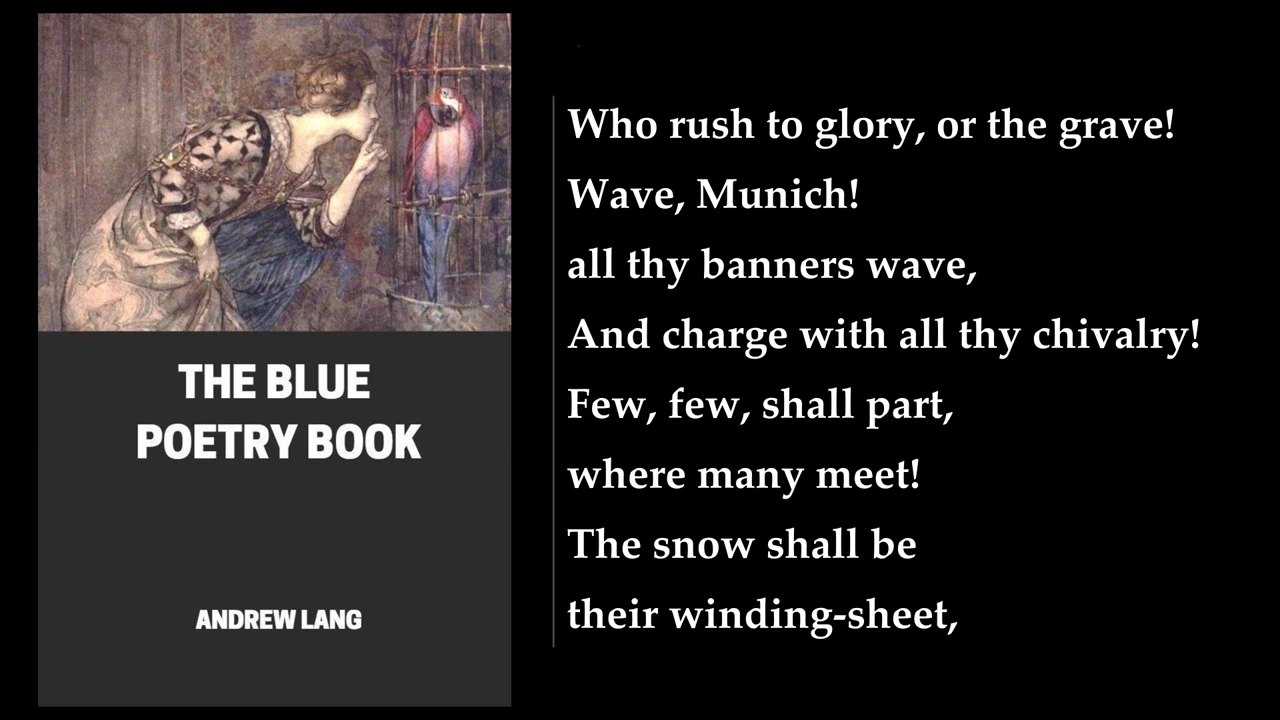 THE BLUE
POETRY BOOK
ANDREW LANG
Who rush to glory, or the grave!
Wave, Munich!
all thy banners wave,
And charge with all thy chivalry!
Few, few, shall part,
where many meet!
The snow shall be
their winding-sheet,